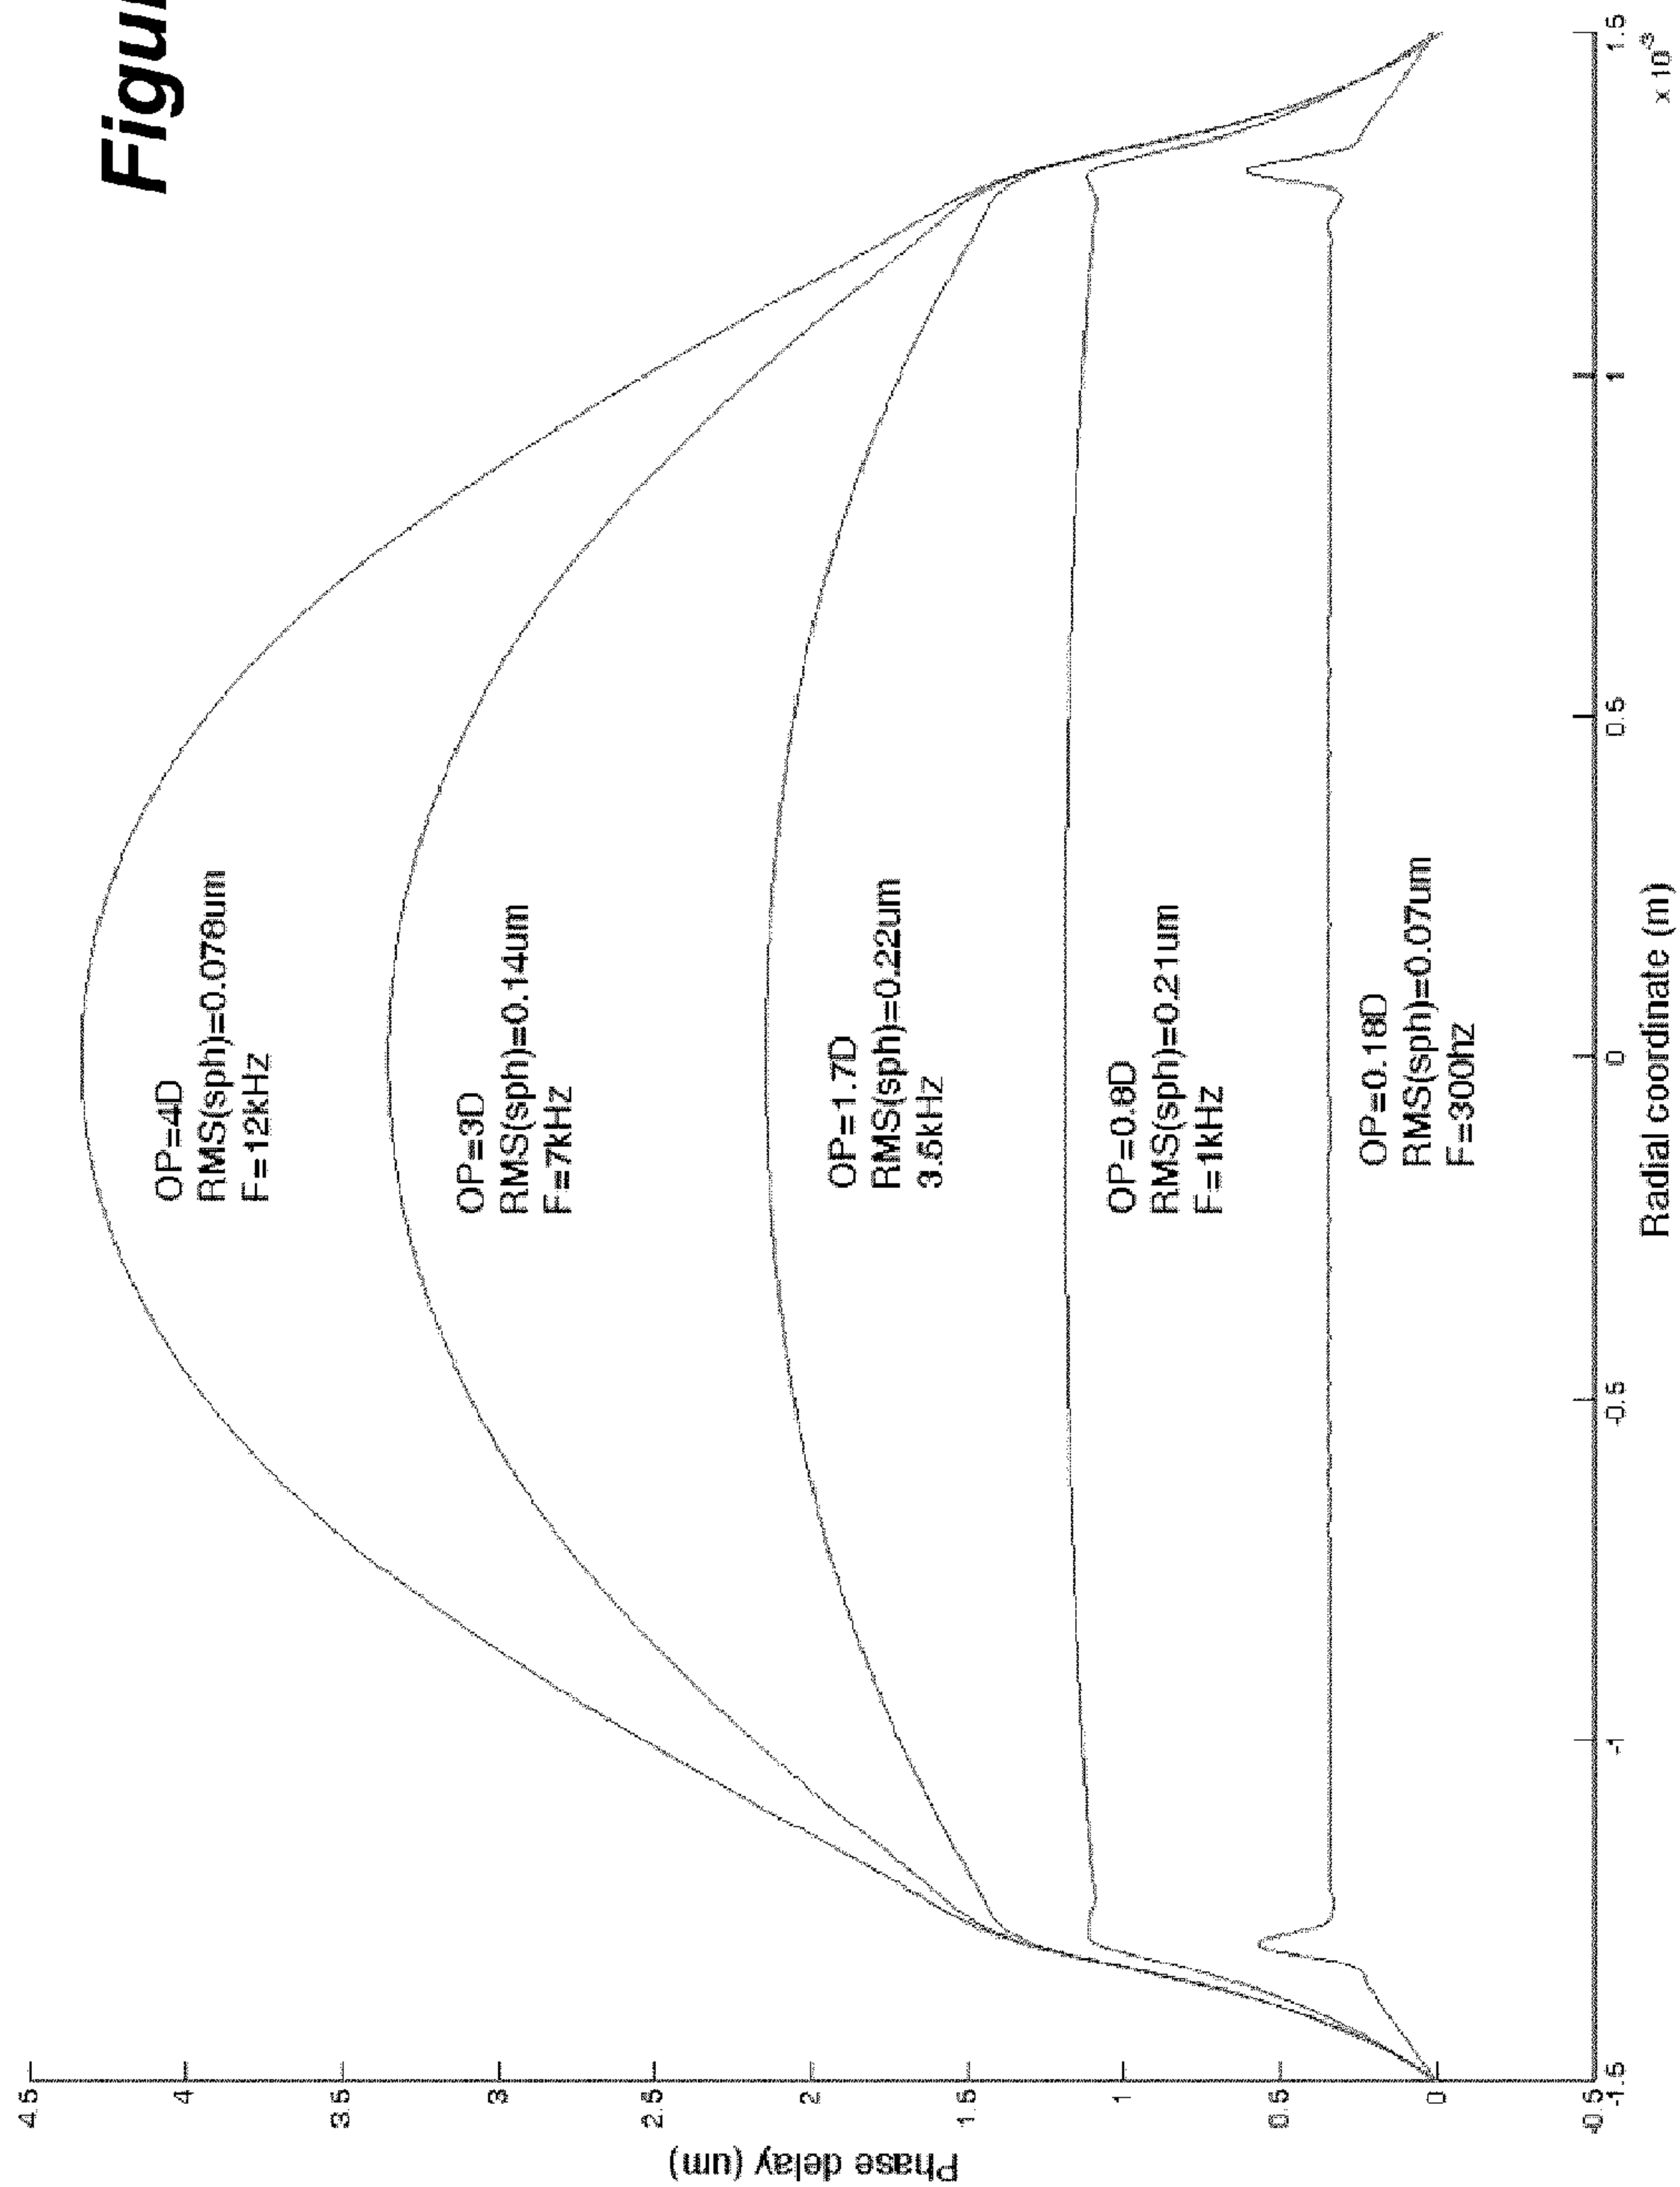 Figur
4.5
4
3.5
3
2.5
2
1.5
1
0.5
0
-0.5
Phase delay (um)
OP=4D
RMS(sph)=0.078um
F=12kHz
OP=3D
RMS(sph)=0.14um
F=7kHz
OP=1.7D
RMS(sph)=0.22um
3.5kHz
OP=0.8D
RMS(sph)=0.21um
F=1kHz
OP=0.18D
RMS(sph)=0.07um
F=300hz
-1.5 -1 -0.5 0 0.5 1 1.5
x 10⁻³
Radial coordinate (m)